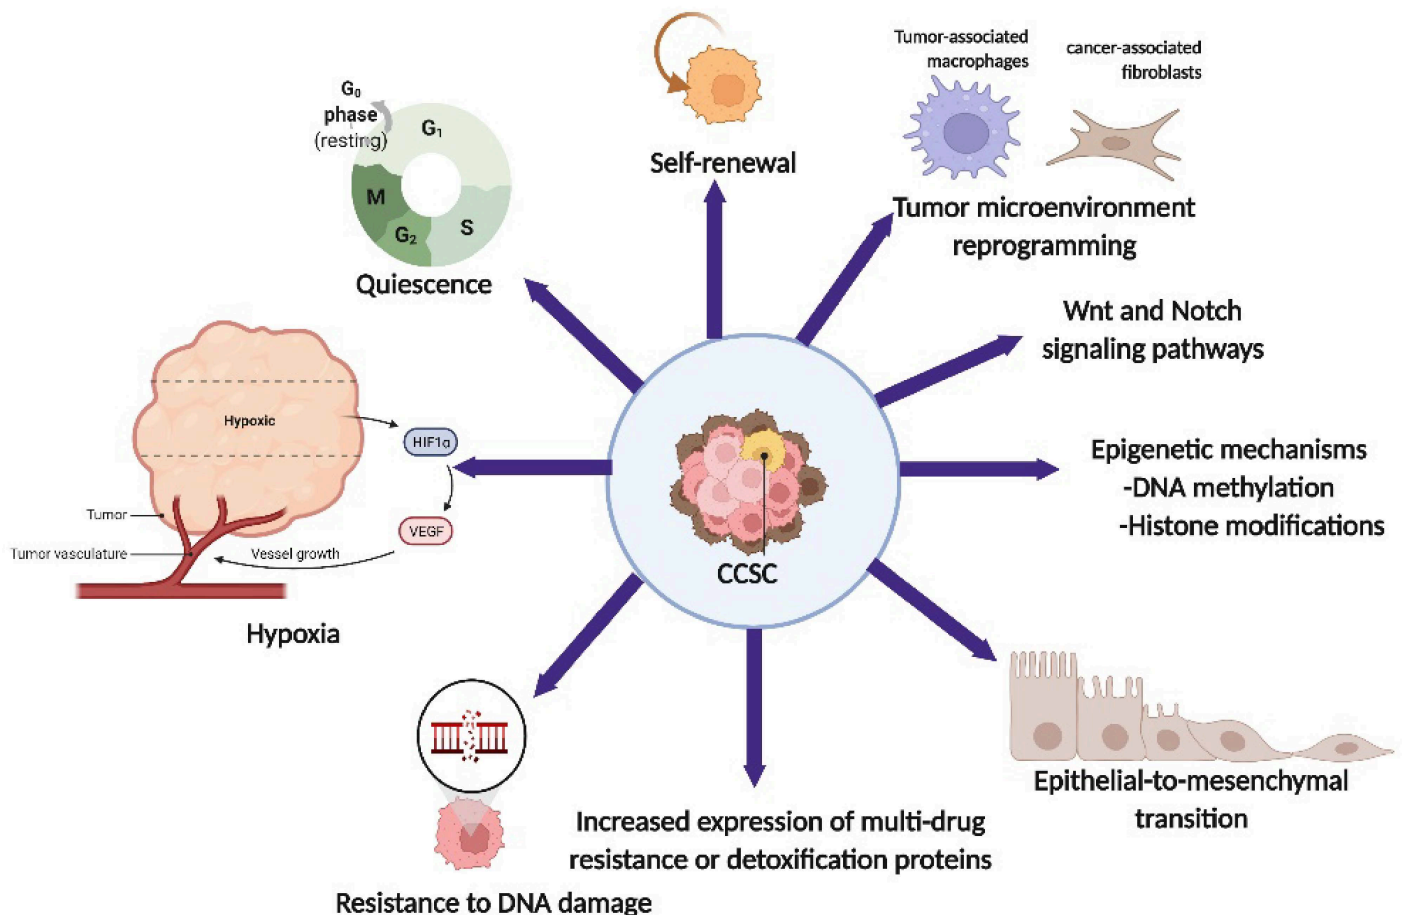 Tumor-associated
macrophages
cancer-associated
fibroblasts
G₀
phase
(resting)
G₁
M
G₂
S
Self-renewal
Tumor microenvironment
reprogramming
Quiescence
Wnt and Notch
signaling pathways
Hypoxic
HIF1α
Epigenetic mechanisms
-DNA methylation
-Histone modifications
Tumor
Tumor vasculature
Vessel growth
VEGF
CCSC
Hypoxia
Epithelial-to-mesenchymal
transition
Increased expression of multi-drug
resistance or detoxification proteins
Resistance to DNA damage